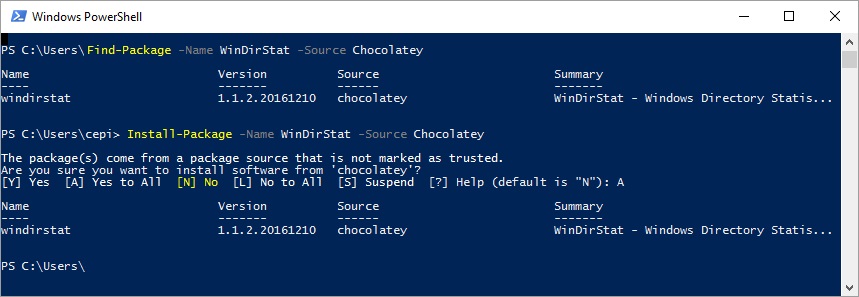 Windows PowerShell
PS C:\Users\ Find-Package -Name WinDirStat -Source Chocolatey
Name Version Source Summary
---- ------- ------ -------
windirstat 1.1.2.20161210 chocolatey WinDirStat - Windows Directory Statis...
PS C:\Users\cepi> Install-Package -Name WinDirStat -Source Chocolatey
The package(s) come from a package source that is not marked as trusted.
Are you sure you want to install software from 'chocolatey'?
[Y] Yes [A] Yes to All [N] No [L] No to All [S] Suspend [?] Help (default is "N"): A
Name Version Source Summary
---- ------- ------ -------
windirstat 1.1.2.20161210 chocolatey WinDirStat - Windows Directory Statis...
PS C:\Users\